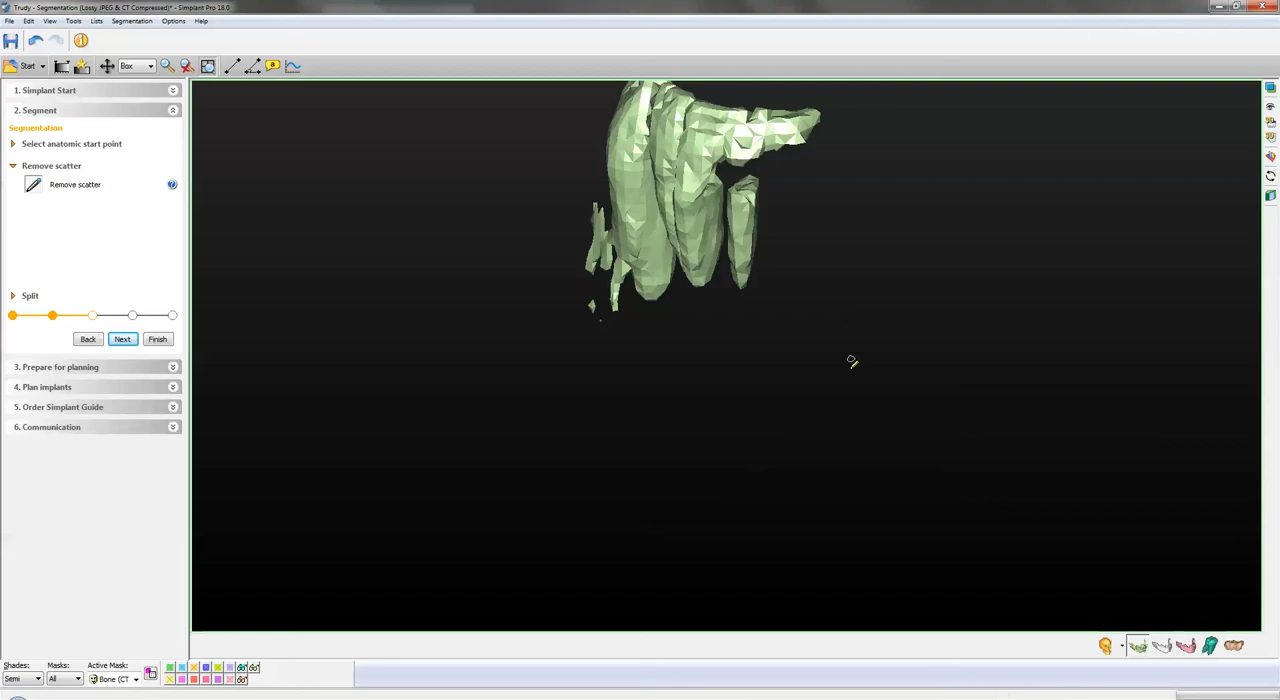 Trudy - Segmentation (Lossy JPEG & CT Compressed)* - Simplant Pro 18.0
File Edit View Tools Lists Segmentation Options Help
Start Box
1. Simplant Start
2. Segment
Segmentation
Select anatomic start point
Remove scatter
Remove scatter
Split
Back Next Finish
3. Prepare for planning
4. Plan implants
5. Order Simplant Guide
6. Communication
Shades: Masks: Active Mask:
Semi All Bone (CT